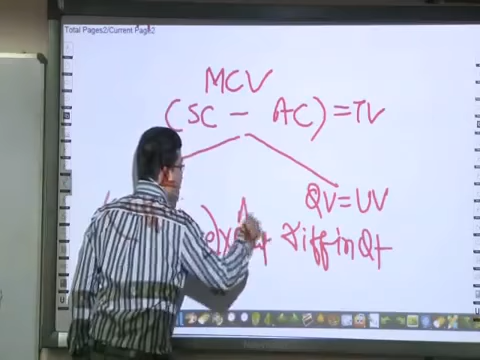 Total Pages2/Current Page2
MCV
(SC - AC) = TV
QV = UV
diff in Qt